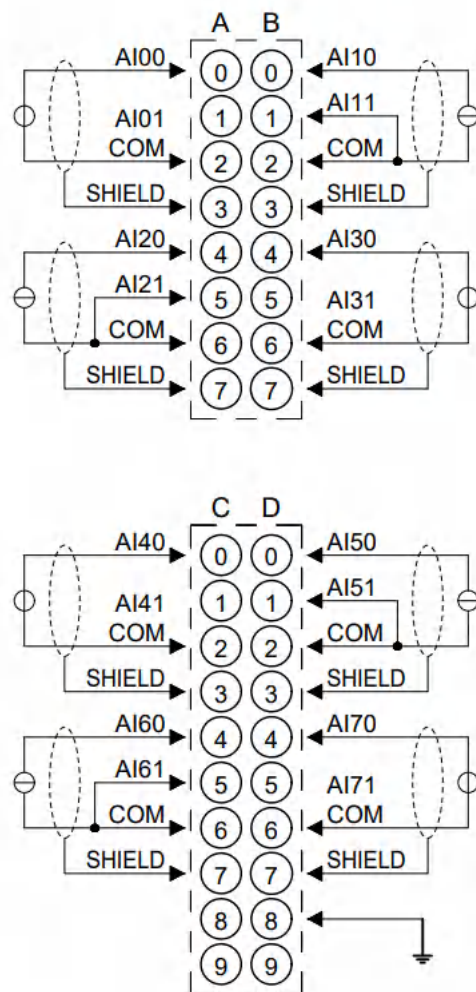 A B
AI00 0 0 AI10
AI01 1 1 AI11
COM 2 2 COM
SHIELD 3 3 SHIELD
AI20 4 4 AI30
AI21 5 5 AI31
COM 6 6 COM
SHIELD 7 7 SHIELD
C D
AI40 0 0 AI50
AI41 1 1 AI51
COM 2 2 COM
SHIELD 3 3 SHIELD
AI60 4 4 AI70
AI61 5 5 AI71
COM 6 6 COM
SHIELD 7 7 SHIELD
8 8
9 9